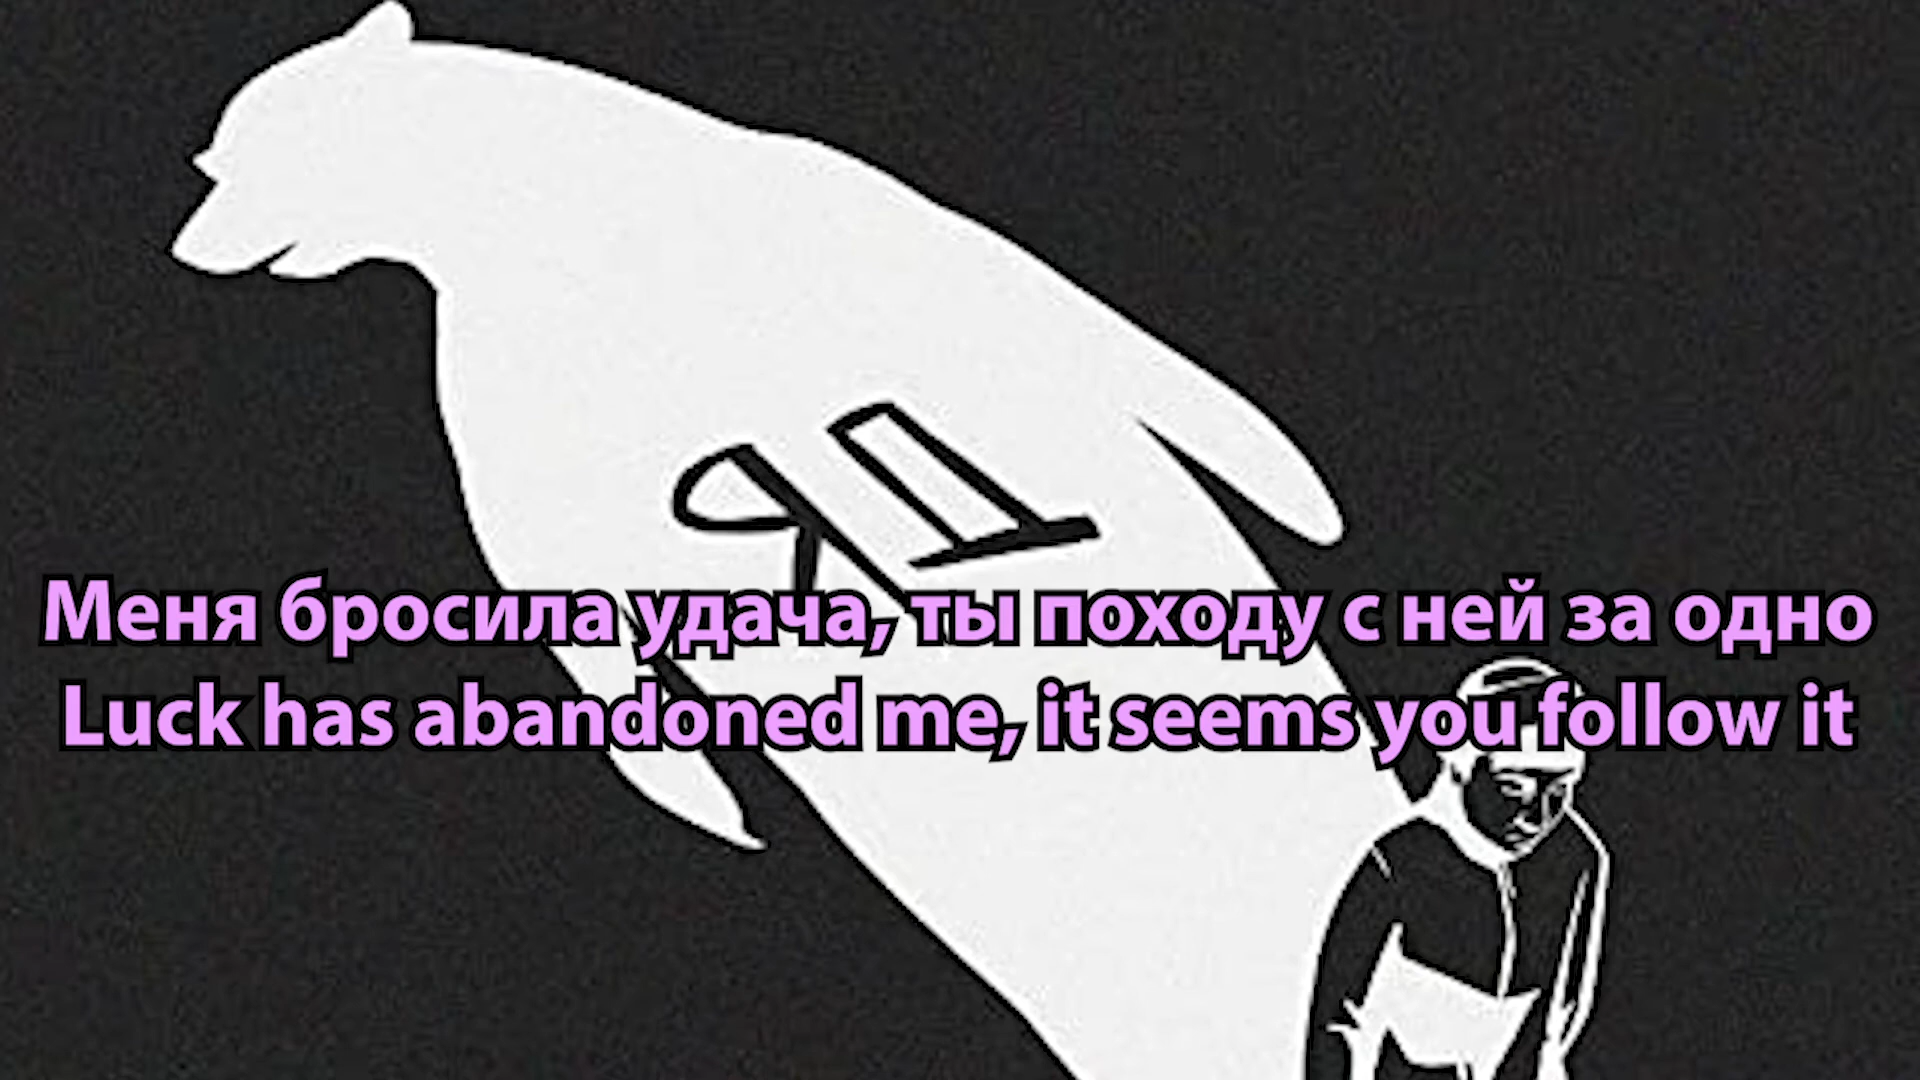 Меня бросила удача, ты походу с ней за одно
Luck has abandoned me, it seems you follow it